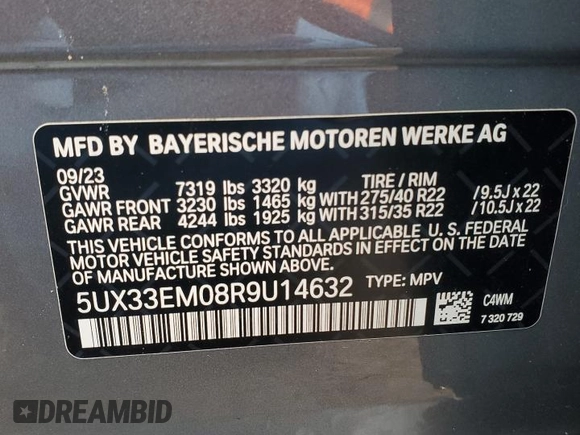 MFD BY BAYERISCHE MOTOREN WERKE AG
09/23
GVWR 7319 lbs 3320 kg TIRE / RIM
GAWR FRONT 3230 lbs 1465 kg WITH 275/40 R22 /9.5J x 22
GAWR REAR 4244 lbs 1925 kg WITH 315/35 R22 /10.5J x 22
THIS VEHICLE CONFORMS TO ALL APPLICABLE U. S. FEDERAL
MOTOR VEHICLE SAFETY STANDARDS IN EFFECT ON THE DATE
OF MANUFACTURE SHOWN ABOVE.
5UX33EM08R9U14632 TYPE: MPV
C4WM
7 320 729
DREAMBID